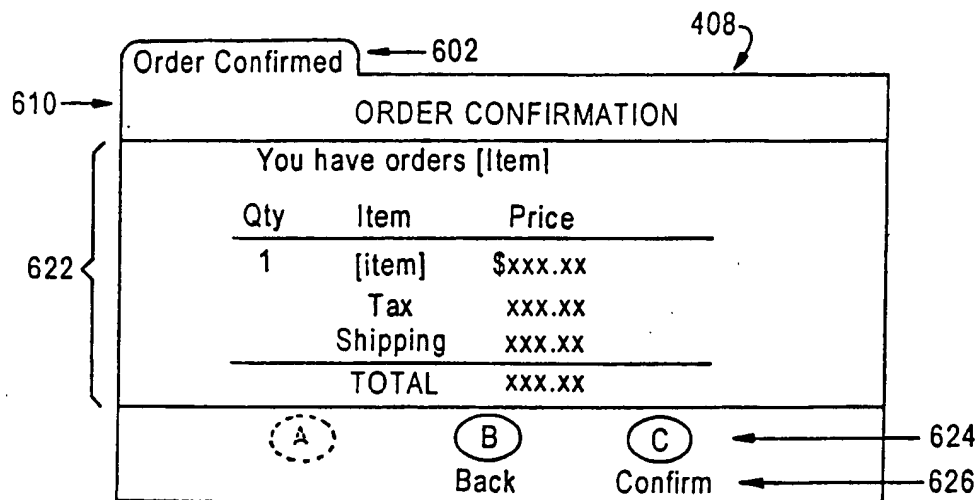 408
Order Confirmed 602
610 ORDER CONFIRMATION
You have orders [Item]
Qty Item Price
622 1 [item] $xxx.xx
Tax xxx.xx
Shipping xxx.xx
TOTAL xxx.xx
A B C 624
Back Confirm 626